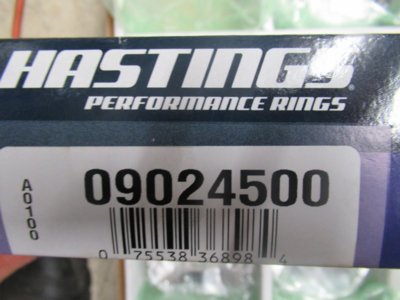 HASTINGS®
PERFORMANCE RINGS
A0100
09024500
0 75538 36898 4